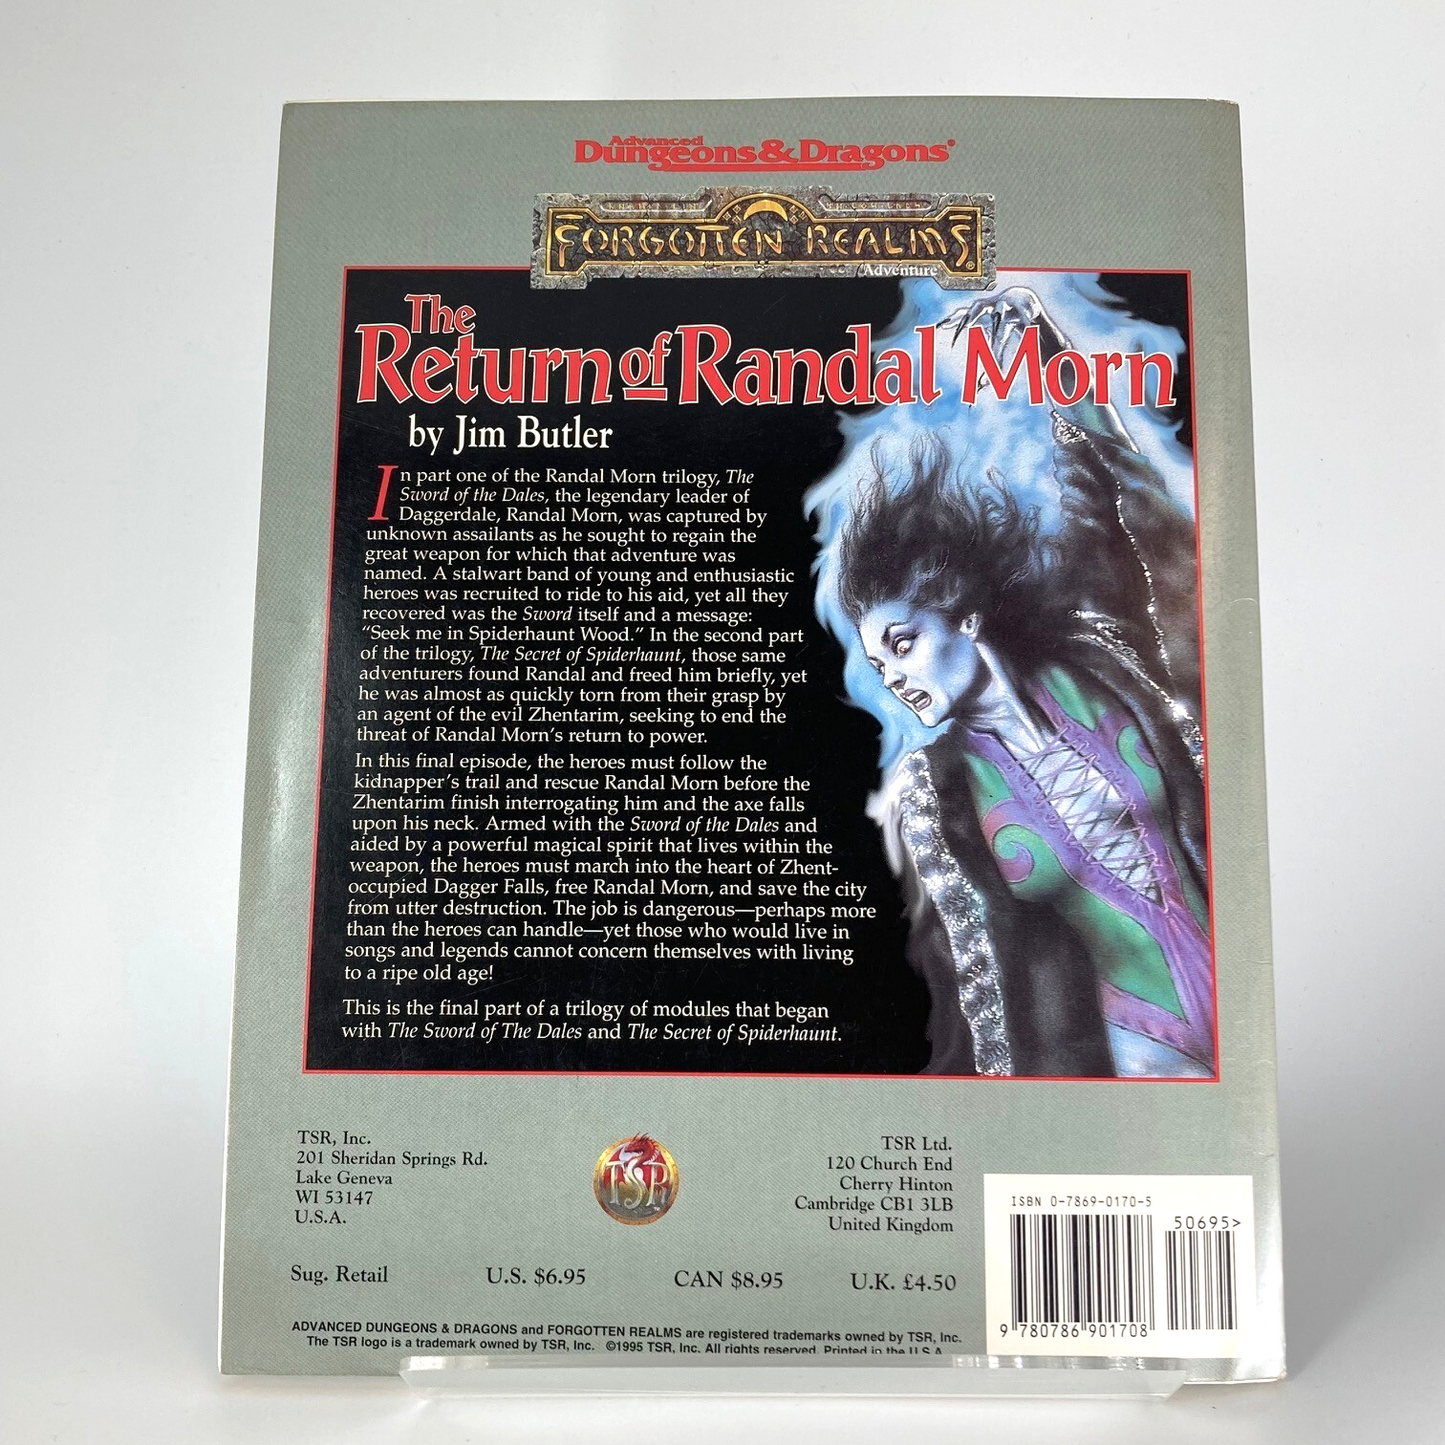 Advanced
Dungeons & Dragons®
FORGOTTEN REALMS®
Adventure
The
Return of Randal Morn
by Jim Butler
In part one of the Randal Morn trilogy, The
Sword of the Dales, the legendary leader of
Daggerdale, Randal Morn, was captured by
unknown assailants as he sought to regain the
great weapon for which that adventure was
named. A stalwart band of young and enthusiastic
heroes was recruited to ride to his aid, yet all they
recovered was the Sword itself and a message:
“Seek me in Spiderhaunt Wood.” In the second part
of the trilogy, The Secret of Spiderhaunt, those same
adventurers found Randal and freed him briefly, yet
he was almost as quickly torn from their grasp by
an agent of the evil Zhentarim, seeking to end the
threat of Randal Morn’s return to power.
In this final episode, the heroes must follow the
kidnapper’s trail and rescue Randal Morn before the
Zhentarim finish interrogating him and the axe falls
upon his neck. Armed with the Sword of the Dales and
aided by a powerful magical spirit that lives within the
weapon, the heroes must march into the heart of Zhent-
occupied Dagger Falls, free Randal Morn, and save the city
from utter destruction. The job is dangerous—perhaps more
than the heroes can handle—yet those who would live in
songs and legends cannot concern themselves with living
to a ripe old age!
This is the final part of a trilogy of modules that began
with The Sword of The Dales and The Secret of Spiderhaunt.
TSR, Inc.
201 Sheridan Springs Rd.
Lake Geneva
WI 53147
U.S.A.
TSR
TSR Ltd.
120 Church End
Cherry Hinton
Cambridge CB1 3LB
United Kingdom
ISBN 0-7869-0170-5
50695>
9 780786 901708
Sug. Retail U.S. $6.95 CAN $8.95 U.K. £4.50
ADVANCED DUNGEONS & DRAGONS and FORGOTTEN REALMS are registered trademarks owned by TSR, Inc.
The TSR logo is a trademark owned by TSR, Inc. ©1995 TSR, Inc. All rights reserved. Printed in the U.S.A.